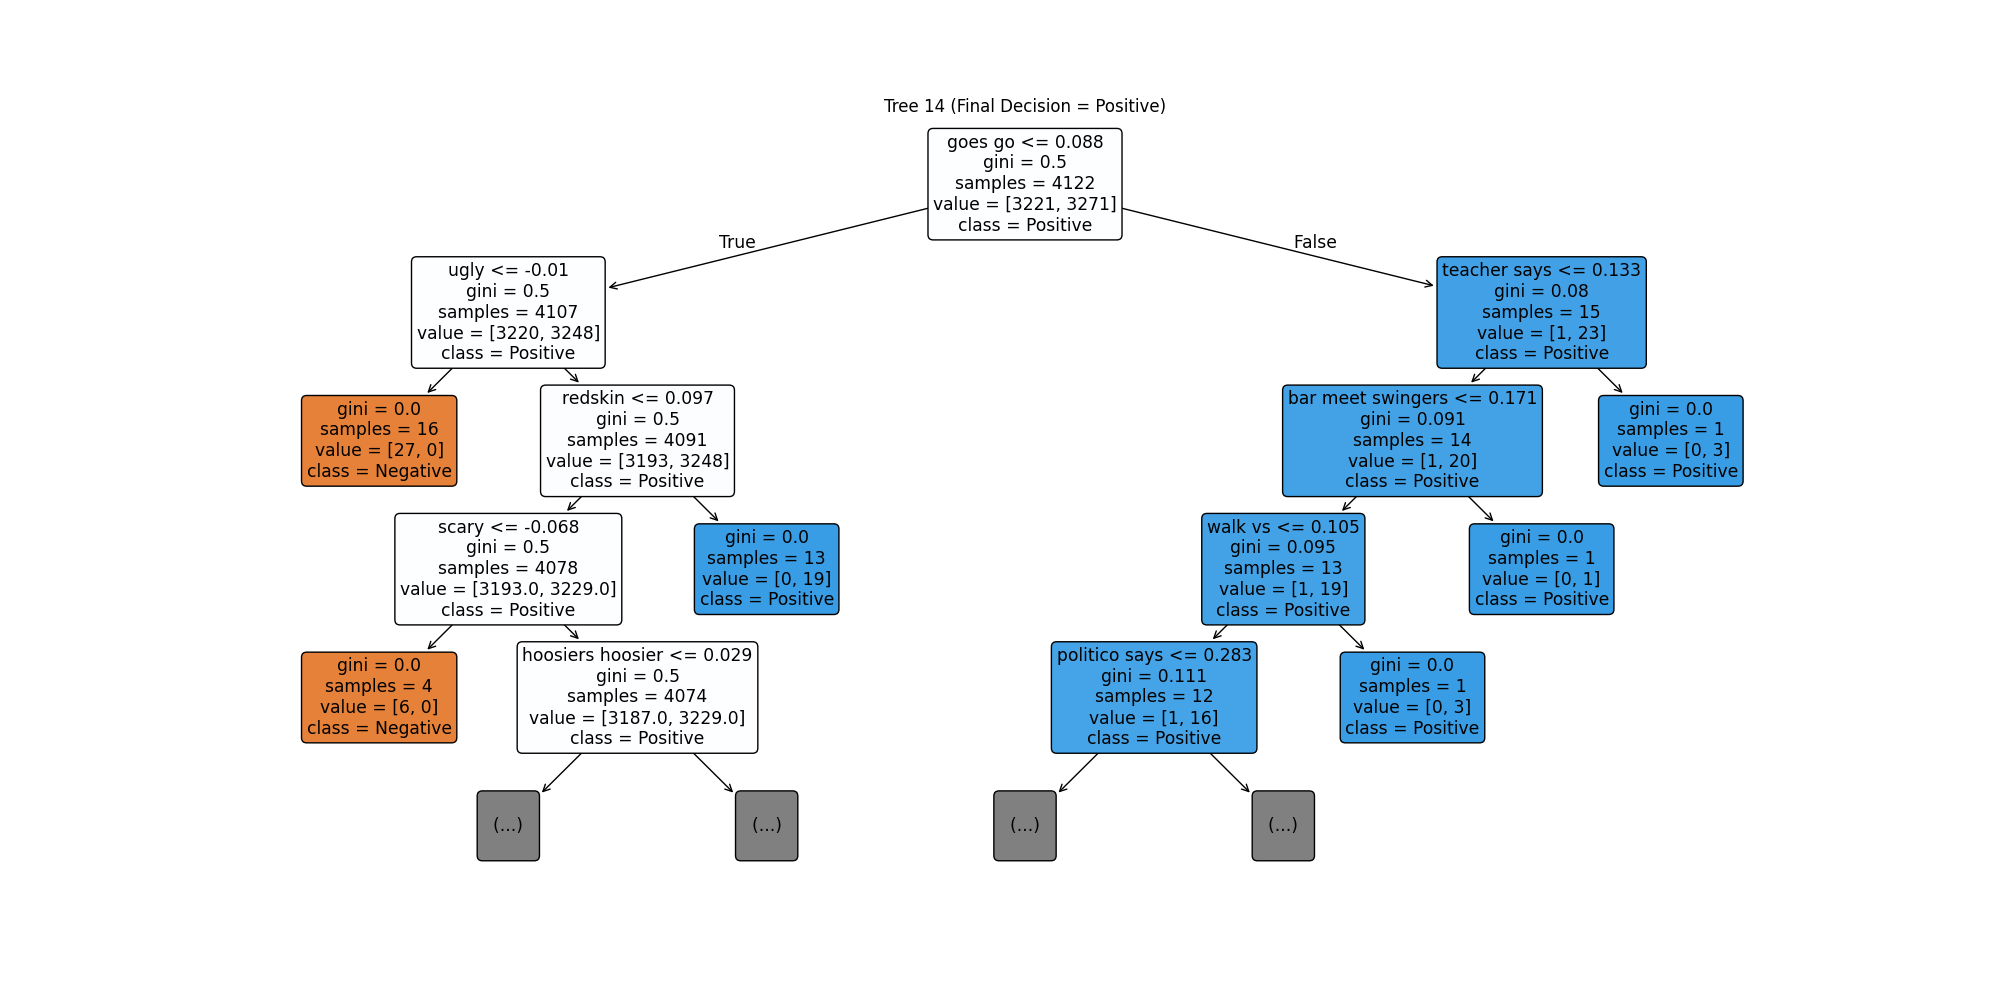 Tree 14 (Final Decision = Positive)
goes go <= 0.088
gini = 0.5
samples = 4122
value = [3221, 3271]
class = Positive
True
False
ugly <= -0.01
gini = 0.5
samples = 4107
value = [3220, 3248]
class = Positive
teacher says <= 0.133
gini = 0.08
samples = 15
value = [1, 23]
class = Positive
gini = 0.0
samples = 16
value = [27, 0]
class = Negative
redskin <= 0.097
gini = 0.5
samples = 4091
value = [3193, 3248]
class = Positive
bar meet swingers <= 0.171
gini = 0.091
samples = 14
value = [1, 20]
class = Positive
gini = 0.0
samples = 1
value = [0, 3]
class = Positive
scary <= -0.068
gini = 0.5
samples = 4078
value = [3193.0, 3229.0]
class = Positive
gini = 0.0
samples = 13
value = [0, 19]
class = Positive
walk vs <= 0.105
gini = 0.095
samples = 13
value = [1, 19]
class = Positive
gini = 0.0
samples = 1
value = [0, 1]
class = Positive
gini = 0.0
samples = 4
value = [6, 0]
class = Negative
hoosiers hoosier <= 0.029
gini = 0.5
samples = 4074
value = [3187.0, 3229.0]
class = Positive
politico says <= 0.283
gini = 0.111
samples = 12
value = [1, 16]
class = Positive
gini = 0.0
samples = 1
value = [0, 3]
class = Positive
(...)
(...)
(...)
(...)